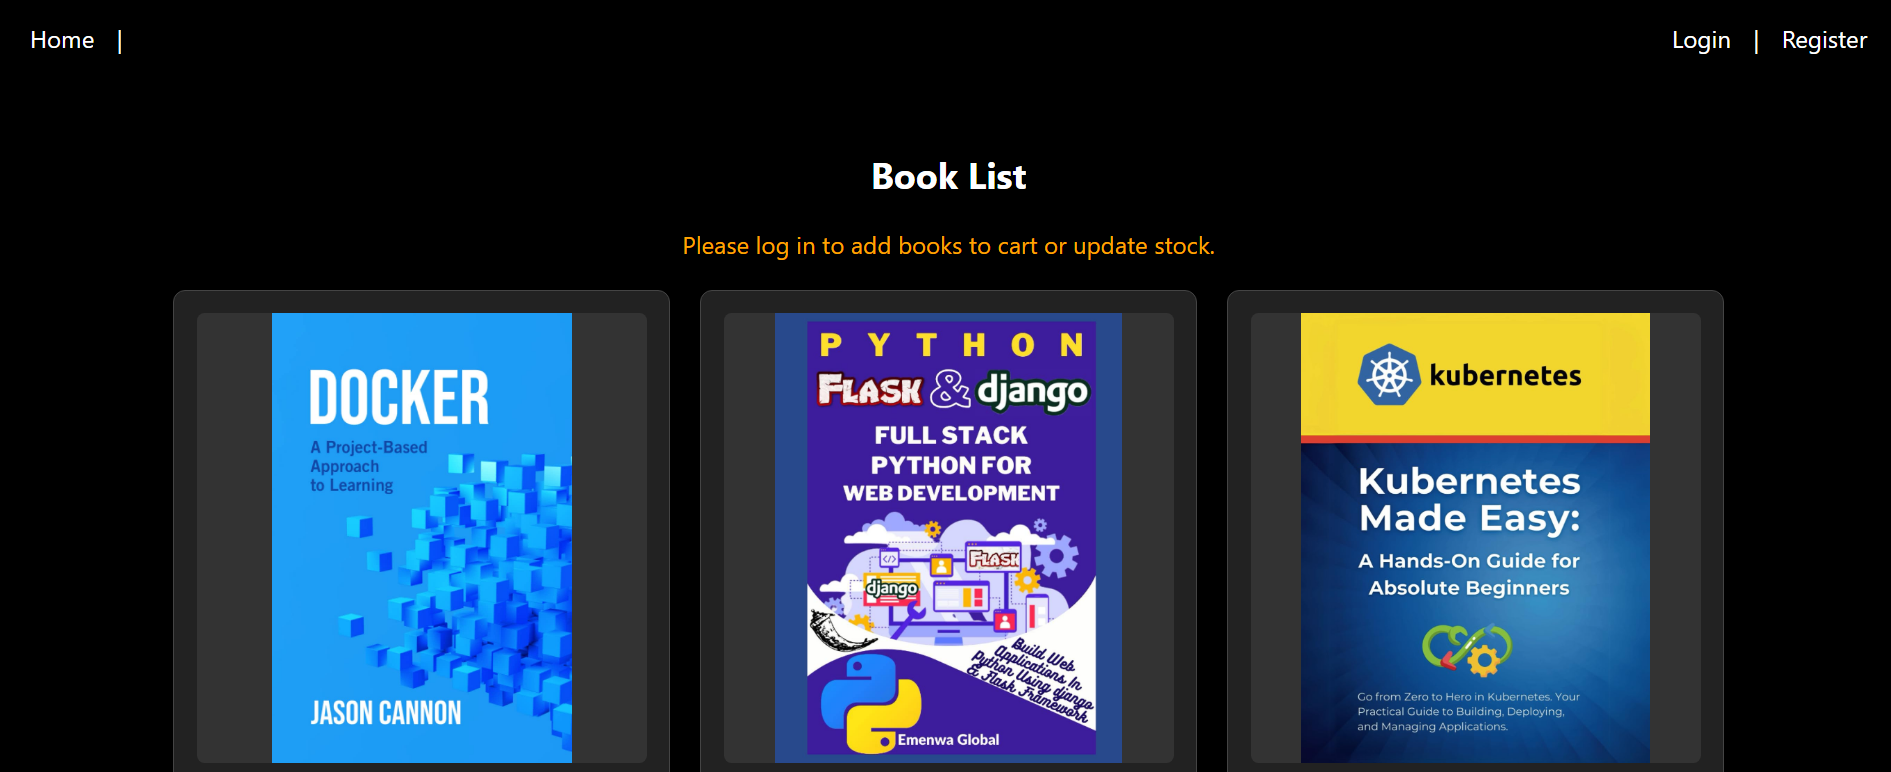 Home |
Login | Register
Book List
Please log in to add books to cart or update stock.
DOCKER
A Project-Based
Approach
to Learning
JASON CANNON
PYTHON
FLASK & django
FULL STACK
PYTHON FOR
WEB DEVELOPMENT
</>
FLASK
django
Build Web
Applications In
Python Using django
& Flask Framework
Emenwa Global
kubernetes
Kubernetes
Made Easy:
A Hands-On Guide for
Absolute Beginners
Go from Zero to Hero in Kubernetes. Your
Practical Guide to Building, Deploying,
and Managing Applications.